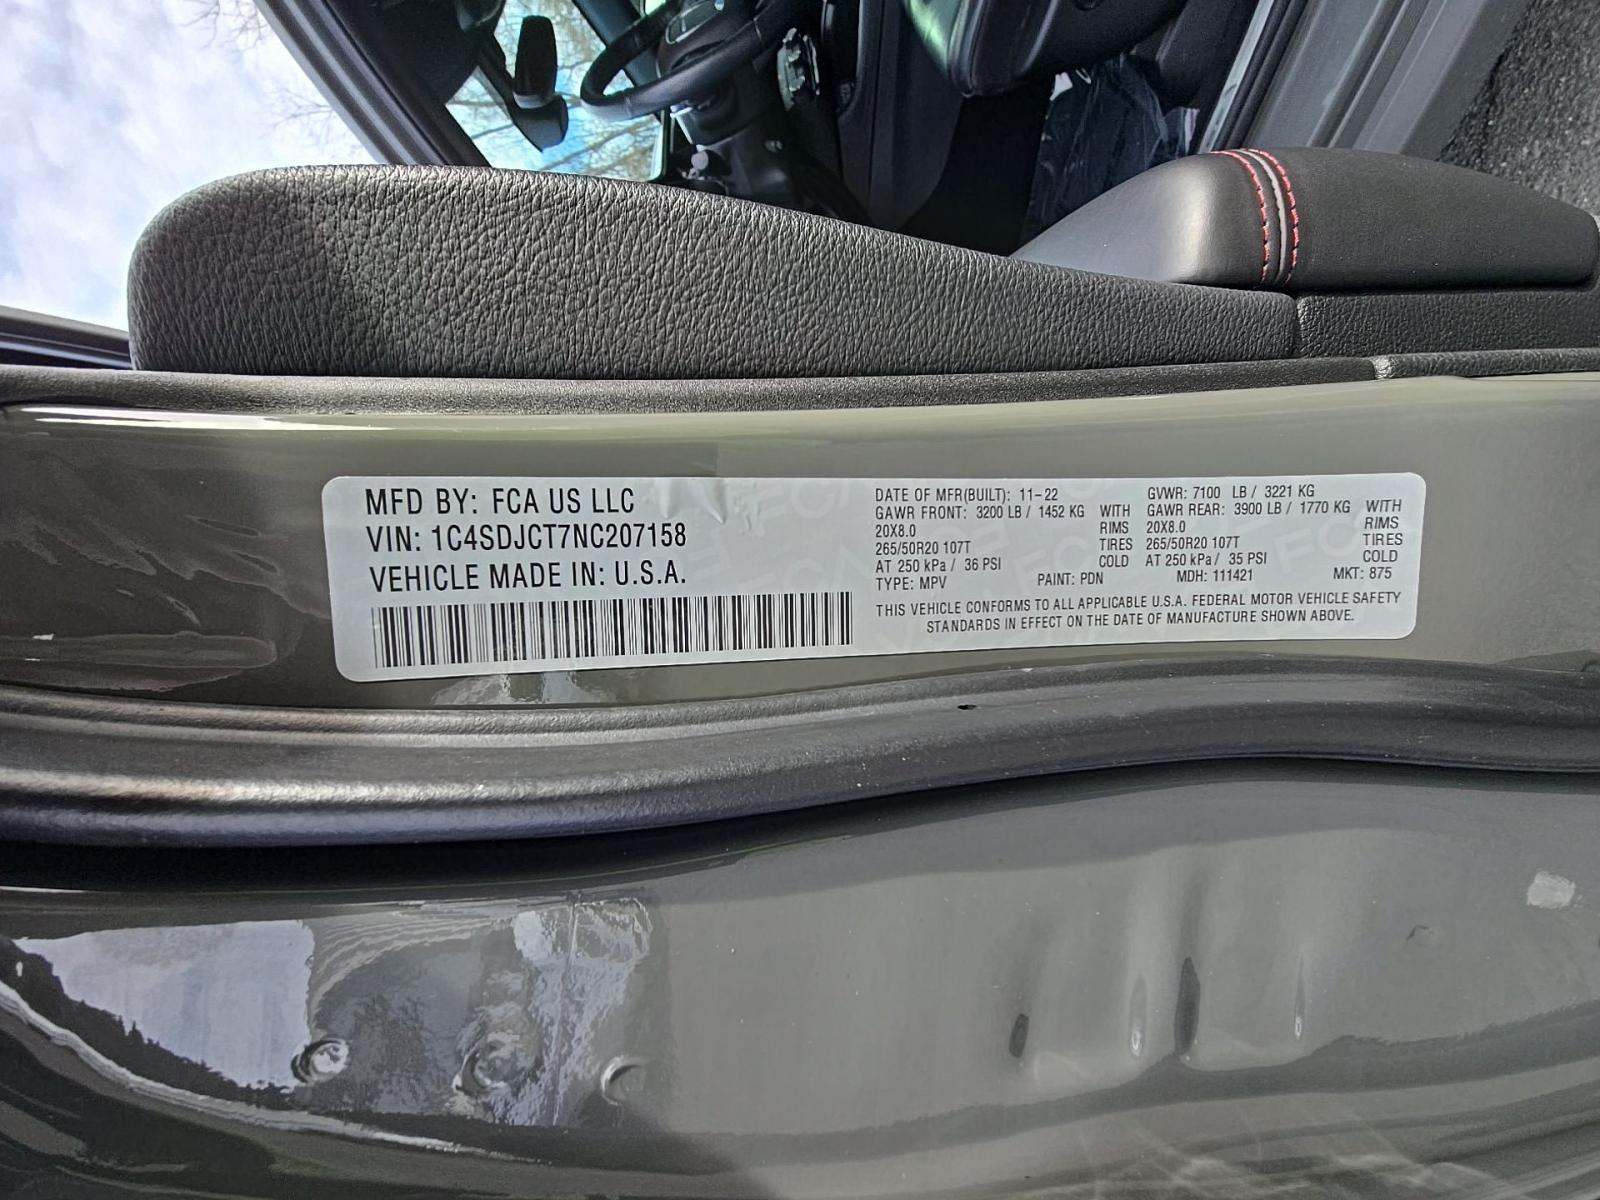 MFD BY: FCA US LLC
VIN: 1C4SDJCT7NC207158
VEHICLE MADE IN: U.S.A.
DATE OF MFR(BUILT): 11-22
GAWR FRONT: 3200 LB / 1452 KG WITH
20X8.0 RIMS
265/50R20 107T TIRES
AT 250 kPa / 36 PSI COLD
TYPE: MPV PAINT: PDN
GVWR: 7100 LB / 3221 KG
GAWR REAR: 3900 LB / 1770 KG WITH
20X8.0 RIMS
265/50R20 107T TIRES
AT 250 kPa / 35 PSI COLD
MDH: 111421 MKT: 875
THIS VEHICLE CONFORMS TO ALL APPLICABLE U.S.A. FEDERAL MOTOR VEHICLE SAFETY
STANDARDS IN EFFECT ON THE DATE OF MANUFACTURE SHOWN ABOVE.